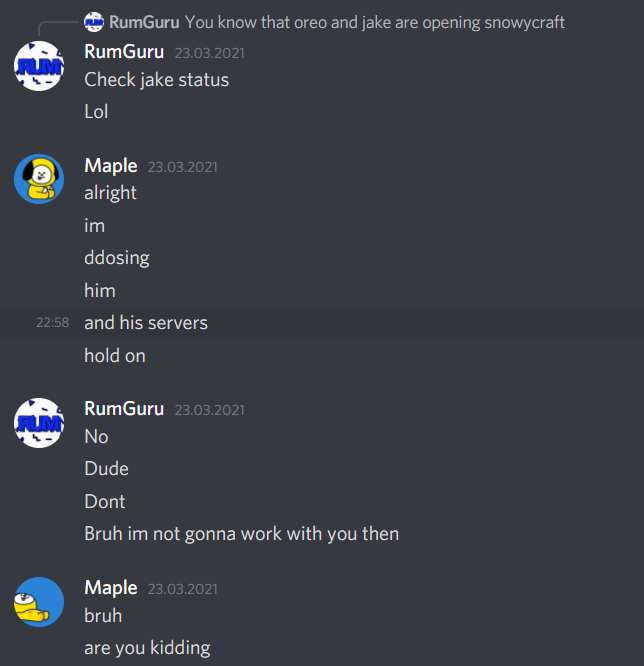 RumGuru You know that oreo and jake are opening snowycraft
RumGuru 23.03.2021
Check jake status
Lol
Maple 23.03.2021
alright
im
ddosing
him
22:58 and his servers
hold on
RumGuru 23.03.2021
No
Dude
Dont
Bruh im not gonna work with you then
Maple 23.03.2021
bruh
are you kidding